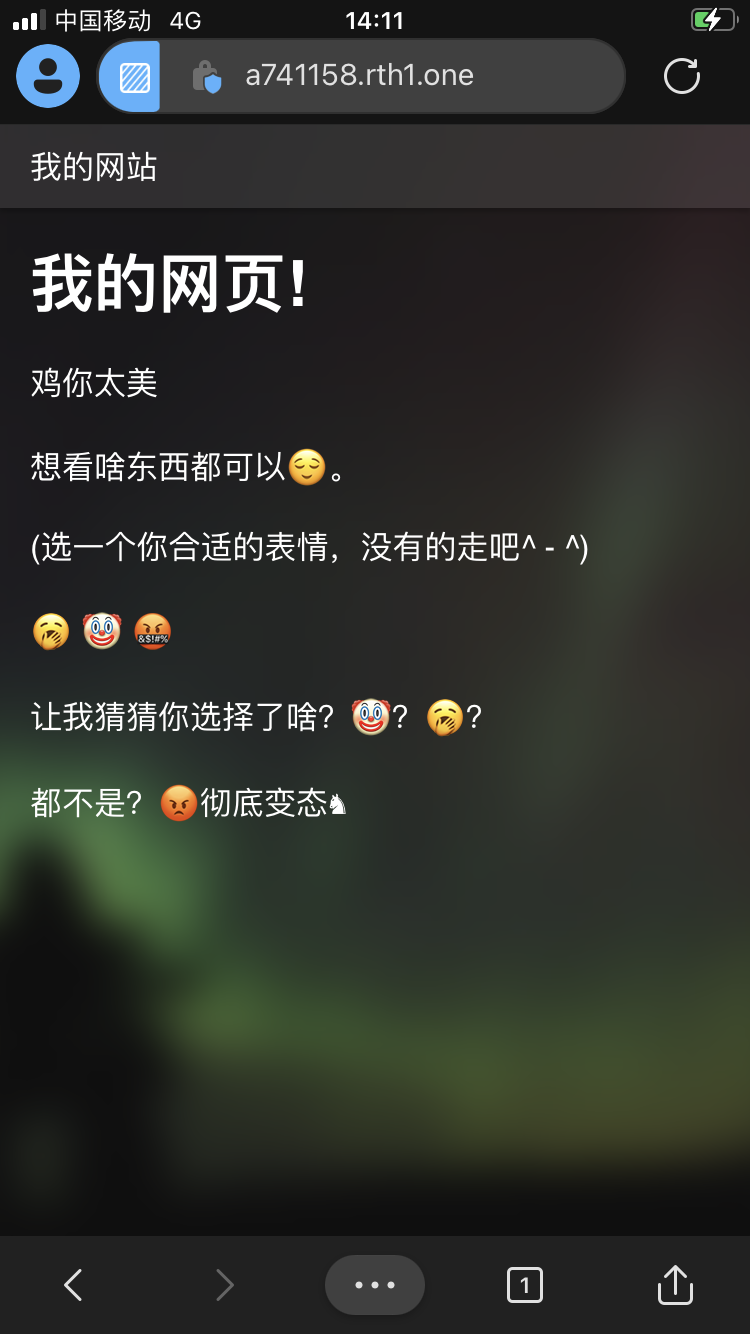 中国移动 4G 14:11
a741158.rth1.one
我的网站
我的网页!
鸡你太美
想看啥东西都可以😌。
(选一个你合适的表情，没有的走吧^ - ^)
🥱 🤡 🤬
让我猜猜你选择了啥？🤡？🥱？
都不是？😡彻底变态♞
1